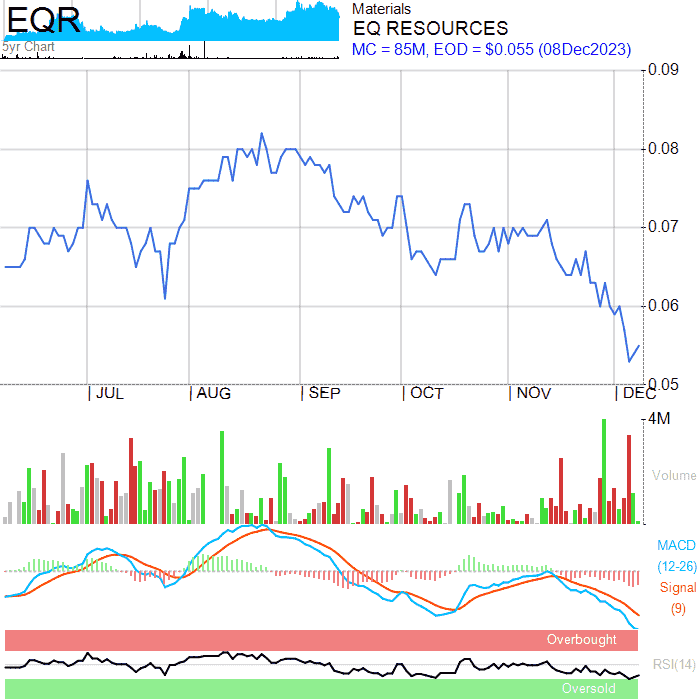 EQR
5yr Chart
Materials
EQ RESOURCES
MC = 85M, EOD = $0.055 (08Dec2023)
0.09
0.08
0.07
0.06
0.05
JUL AUG SEP OCT NOV DEC
4M
Volume
MACD
(12-26)
Signal
(9)
Overbought
RSI(14)
Oversold